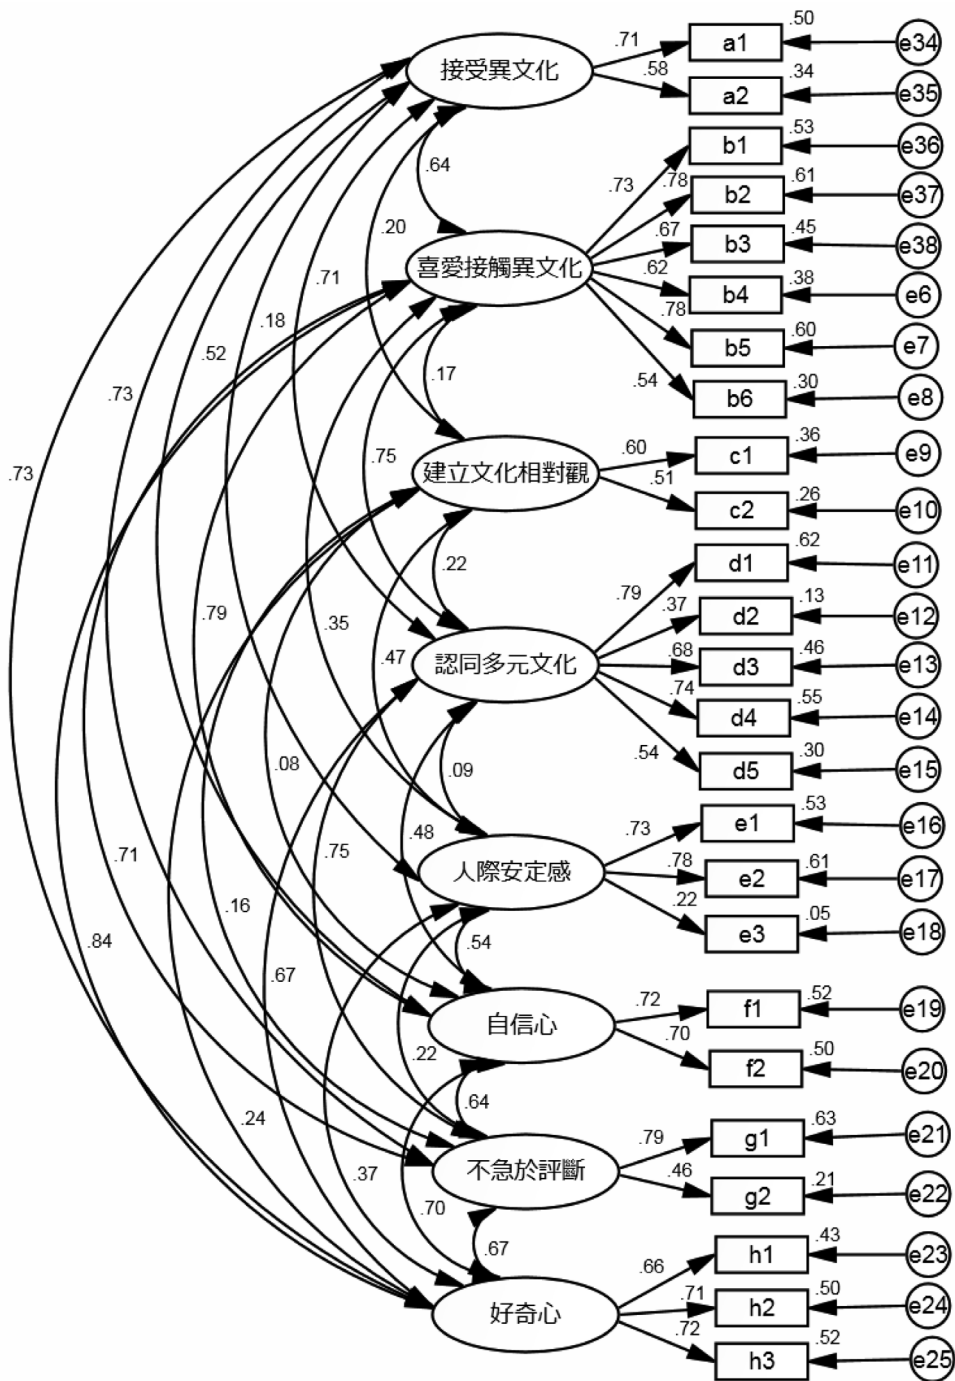 .50
.71 a1 e34
接受異文化
.58 .34
a2 e35
.53
b1 e36
.64 .73 .78 .61
b2 e37
.20 .67 .45
b3 e38
喜愛接觸異文化
.71 .62 .38
b4 e6
.18 .78 .60
b5 e7
.52 .17 .54 .30
b6 e8
.73
.60 .36
c1 e9
.73 .75 建立文化相對觀
.51 .26
c2 e10
.62
d1 e11
.22
.79 .37 .13
d2 e12
.79 .35
.47 認同多元文化 .68 .46
d3 e13
.74 .55
d4 e14
.08 .09 .54 .30
d5 e15
.53
.48 .73 e1 e16
.71 .75 人際安定感 .78 .61
e2 e17
.16 .22 .05
e3 e18
.84 .54
.67 .72 .52
f1 e19
自信心
.22 .70 .50
f2 e20
.64
.24 .79 .63
g1 e21
.37 不急於評斷
.46 .21
g2 e22
.70
.67 .43
.66 h1 e23
好奇心 .71 .50
h2 e24
.72 .52
h3 e25